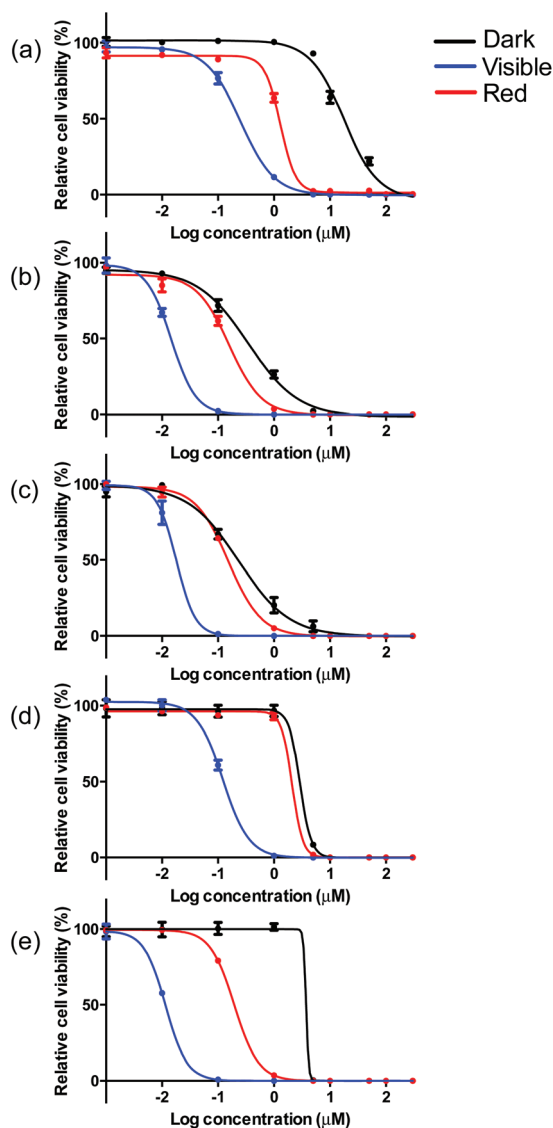 (a)
Dark
Visible
Red
Relative cell viability (%)
100
50
0
-2 -1 0 1 2
Log concentration (μM)
(b)
Relative cell viability (%)
100
50
0
-2 -1 0 1 2
Log concentration (μM)
(c)
Relative cell viability (%)
100
50
0
-2 -1 0 1 2
Log concentration (μM)
(d)
Relative cell viability (%)
100
50
0
-2 -1 0 1 2
Log concentration (μM)
(e)
Relative cell viability (%)
100
50
0
-2 -1 0 1 2
Log concentration (μM)